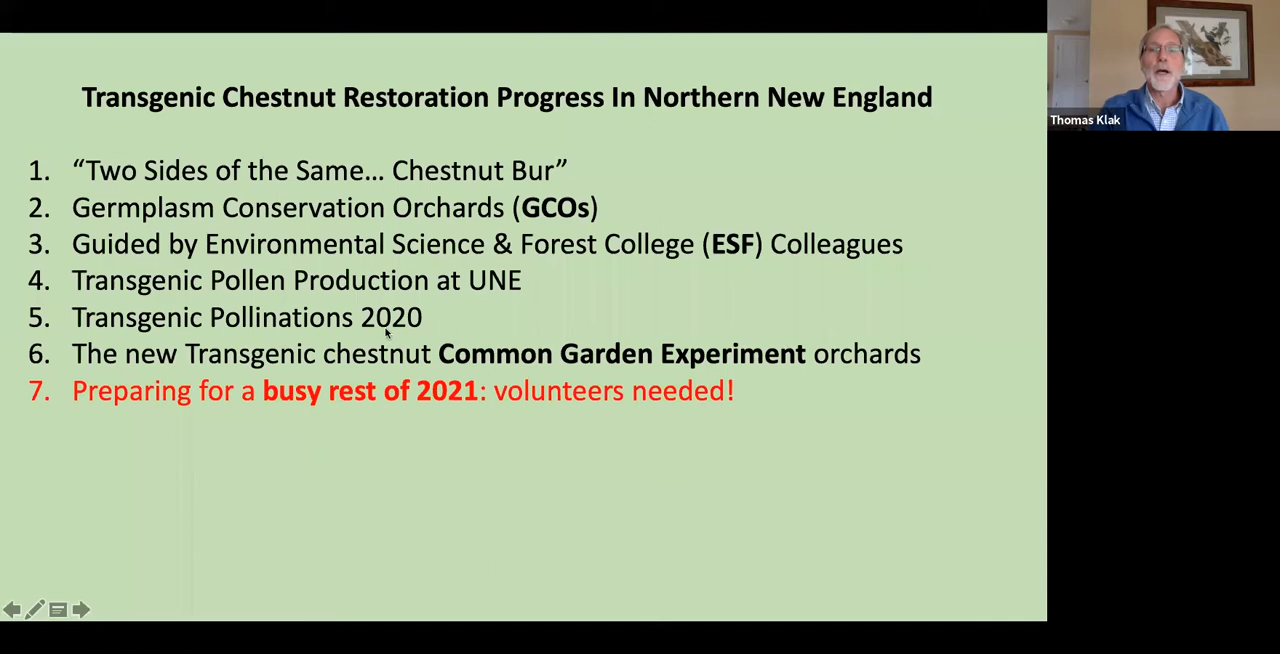 Transgenic Chestnut Restoration Progress In Northern New England
1. “Two Sides of the Same... Chestnut Bur”
2. Germplasm Conservation Orchards (GCOs)
3. Guided by Environmental Science & Forest College (ESF) Colleagues
4. Transgenic Pollen Production at UNE
5. Transgenic Pollinations 2020
6. The new Transgenic chestnut Common Garden Experiment orchards
7. Preparing for a busy rest of 2021: volunteers needed!
Thomas Klak